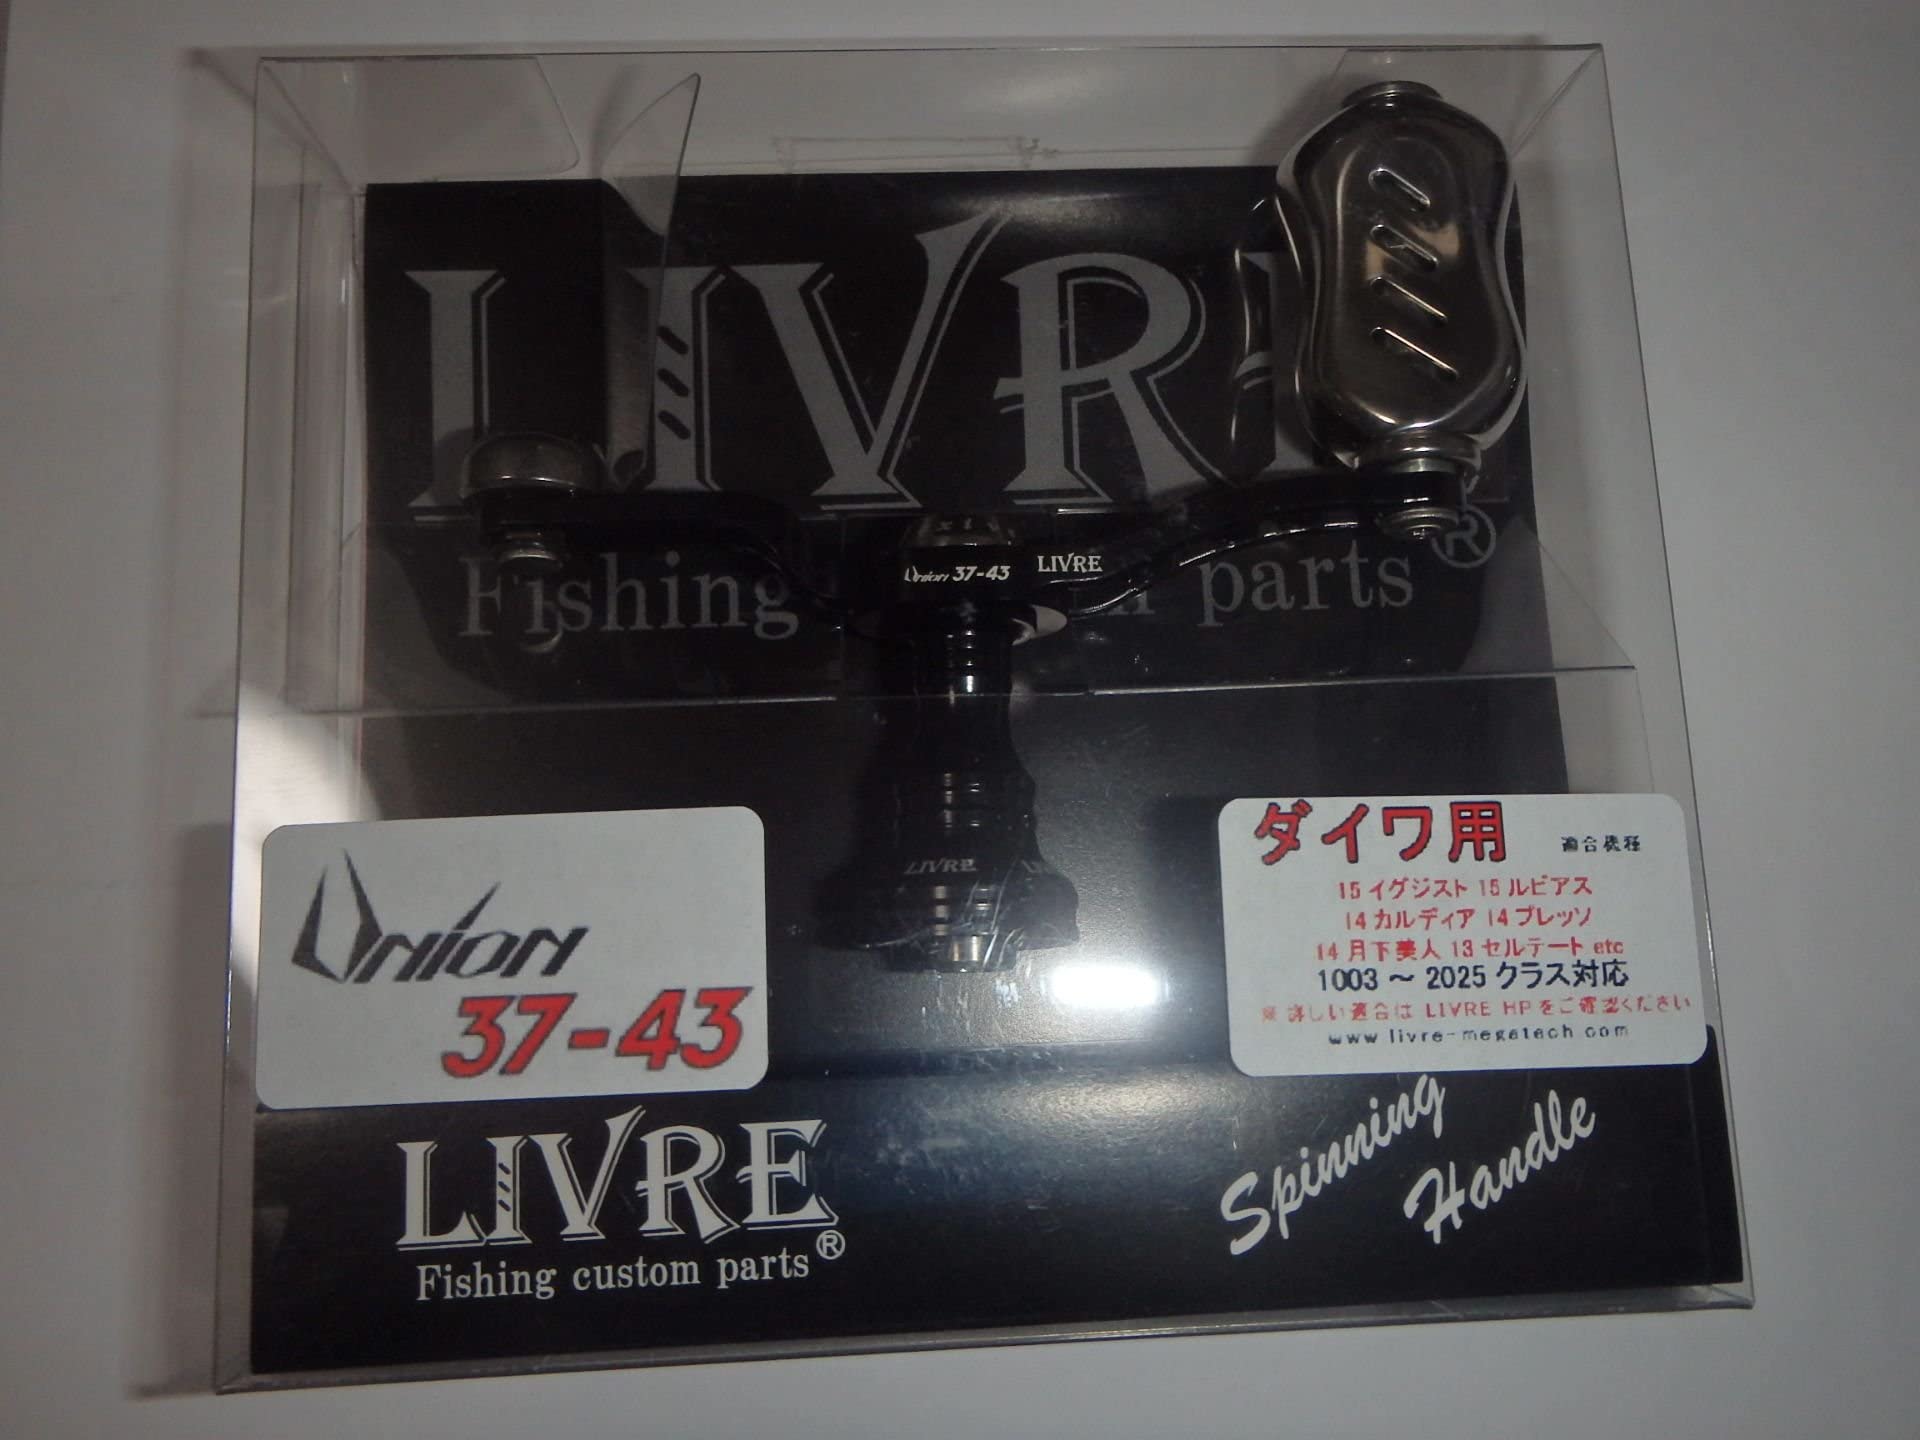 LIVRE
Fishing parts®
Union 37-43 LIVRE
LIVRE
Union
37-43
ダイワ用 適合機種
15 イグジスト 15 ルビアス
14 カルディア 14 プレッソ
14 月下美人 13 セルテート etc
1003 ～ 2025 クラス対応
※ 詳しい適合は LIVRE HP をご確認ください
www livre-megatech com
LIVRE®
Fishing custom parts
Spinning
Handle